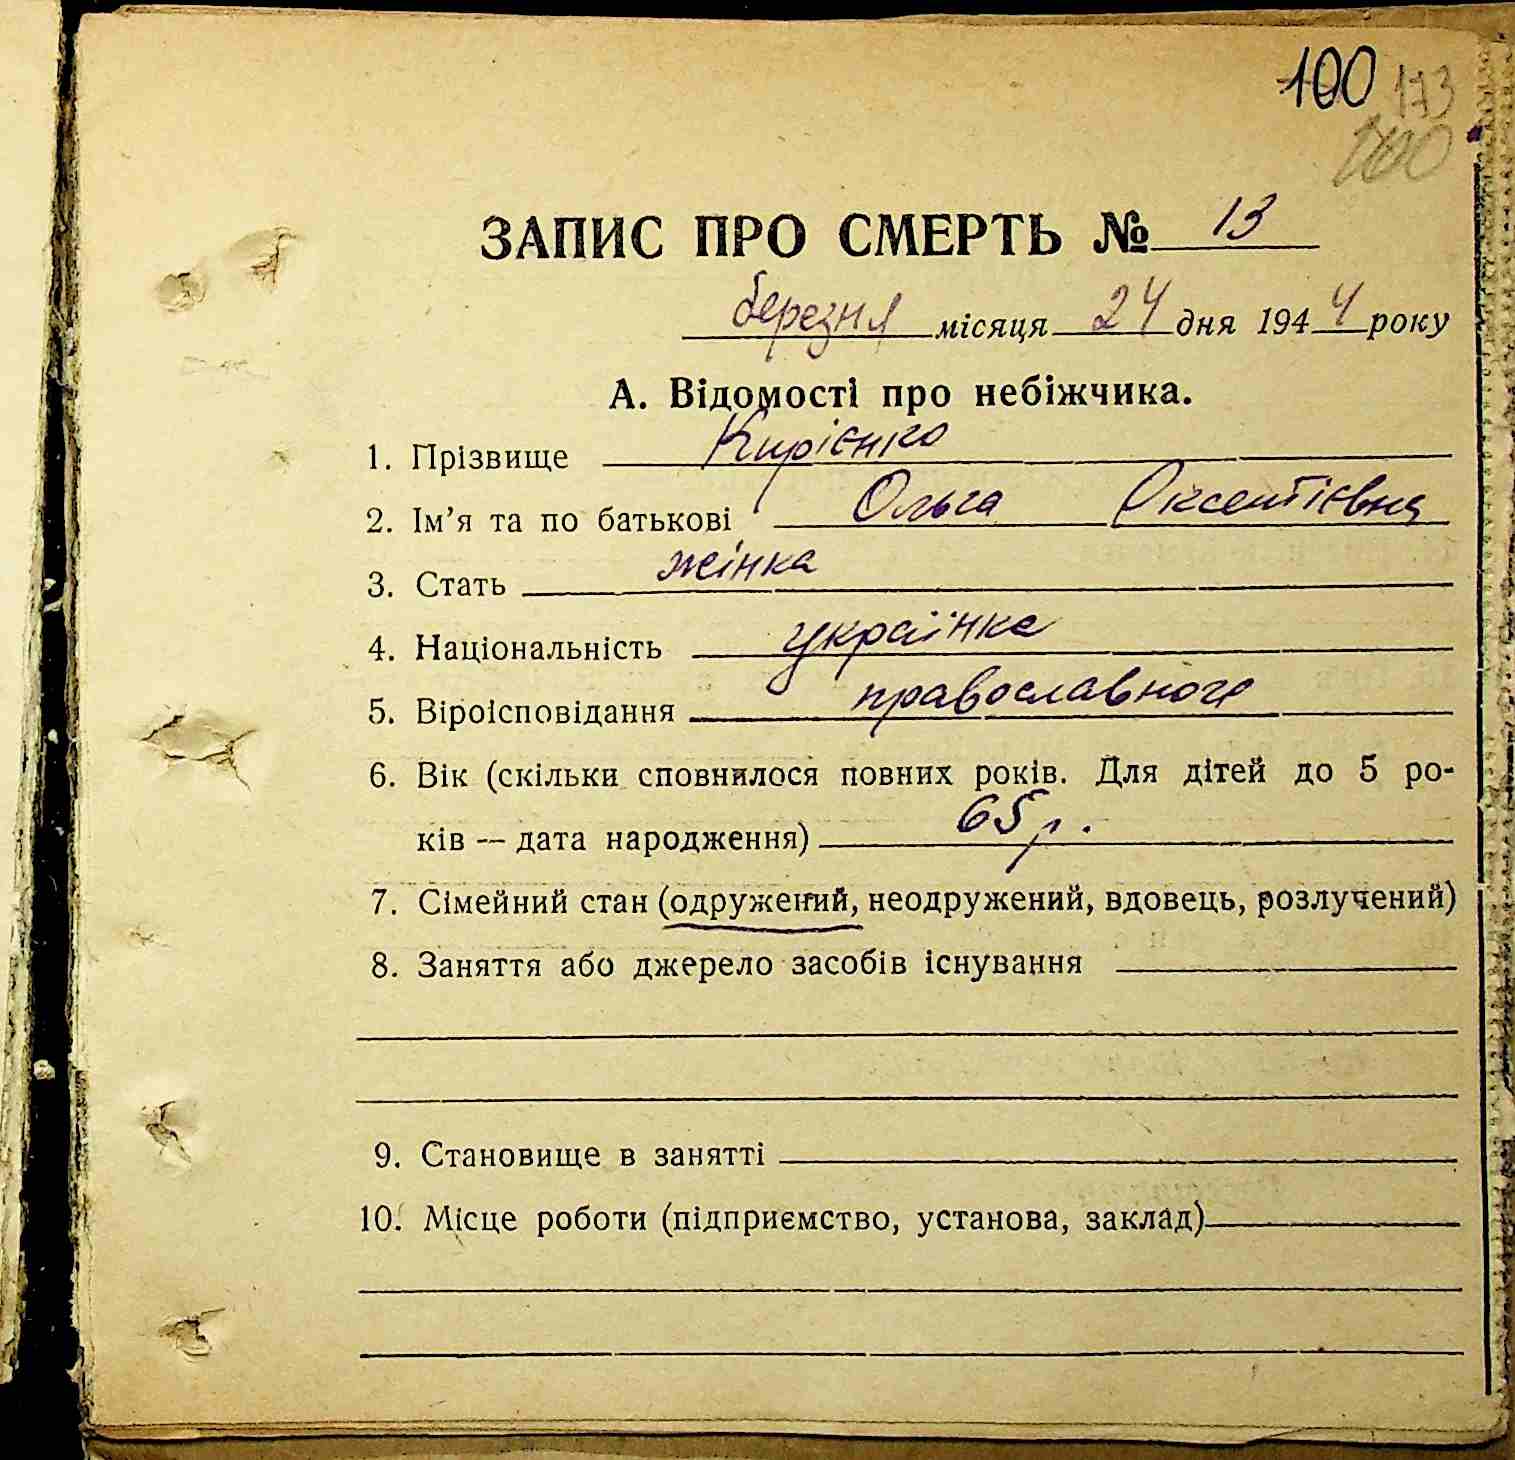 100 173
100
ЗАПИС ПРО СМЕРТЬ № 13
березня місяця 24 дня 1944 року
А. Відомості про небіжчика.
1. Прізвище Кирієнко
2. Ім’я та по батькові Ольга Оксентієвна
3. Стать жінка
4. Національність українка
5. Віроісповідання православного
6. Вік (скільки сповнилося повних років. Для дітей до 5 ро-
ків — дата народження) 65 р.
7. Сімейний стан (одружений, неодружений, вдовець, розлучений)
8. Заняття або джерело засобів існування
9. Становище в занятті
10. Місце роботи (підприємство, установа, заклад)